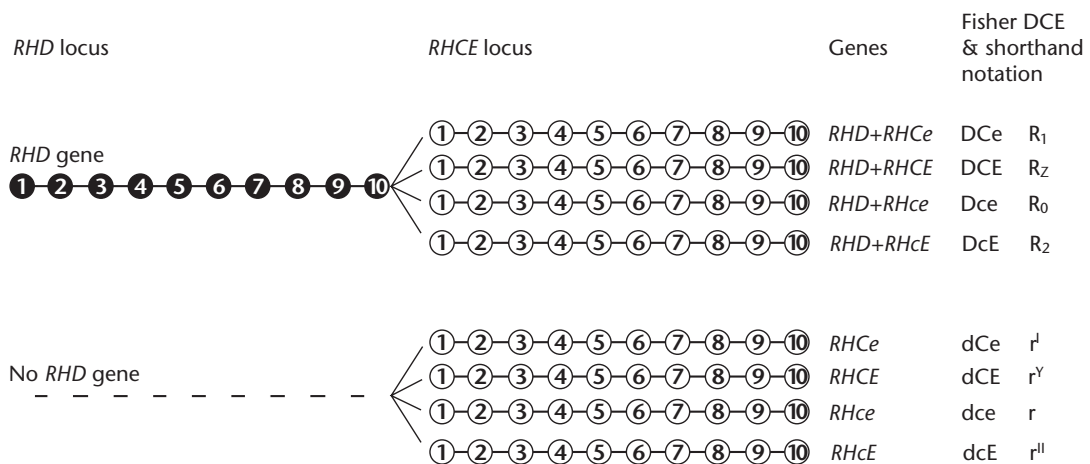 Fisher DCE
RHD locus RHCE locus Genes & shorthand
notation
1 2 3 4 5 6 7 8 9 10 RHD+RHCe DCe R₁
RHD gene
1 2 3 4 5 6 7 8 9 10 RHD+RHCE DCE R_Z
1 2 3 4 5 6 7 8 9 10
1 2 3 4 5 6 7 8 9 10 RHD+RHce Dce R₀
1 2 3 4 5 6 7 8 9 10 RHD+RHcE DcE R₂
1 2 3 4 5 6 7 8 9 10 RHCe dCe rᴵ
No RHD gene
1 2 3 4 5 6 7 8 9 10 RHCE dCE rʸ
1 2 3 4 5 6 7 8 9 10 RHce dce r
1 2 3 4 5 6 7 8 9 10 RHcE dcE rᴵᴵ